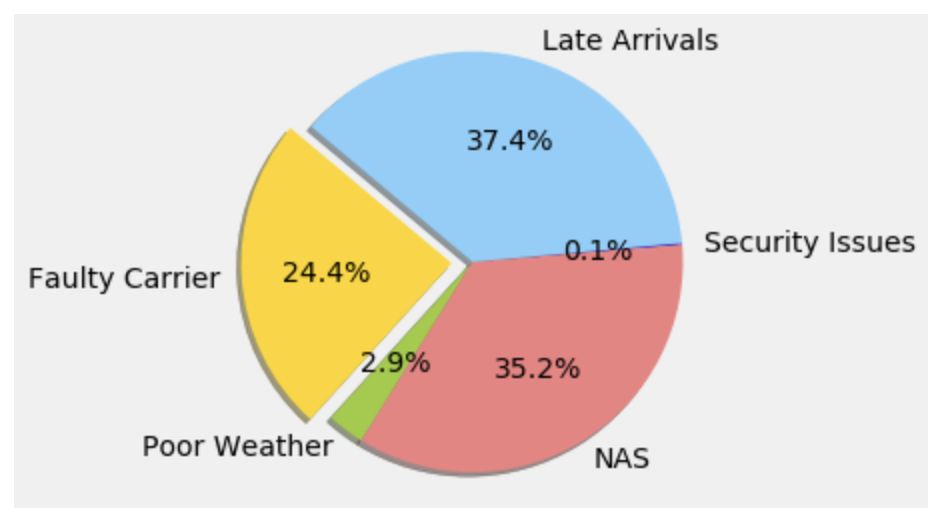 Late Arrivals
37.4%
Security Issues
0.1%
Faulty Carrier
24.4%
2.9%
35.2%
Poor Weather
NAS